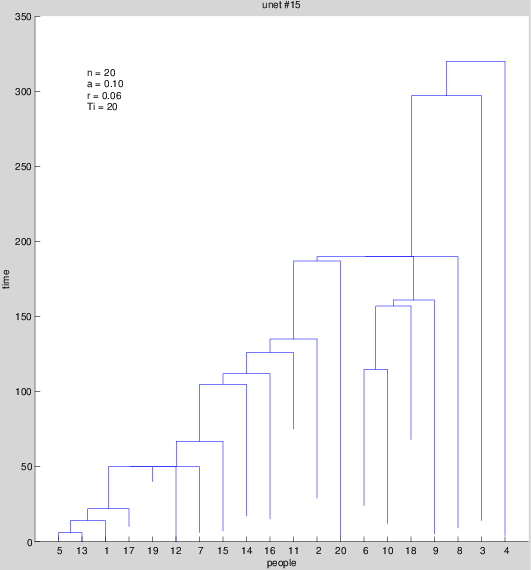 unet #15
350
n = 20
a = 0.10
r = 0.06
Ti = 20
300
250
200
time
150
100
50
0
5 13 1 17 19 12 7 15 14 16 11 2 20 6 10 18 9 8 3 4
people